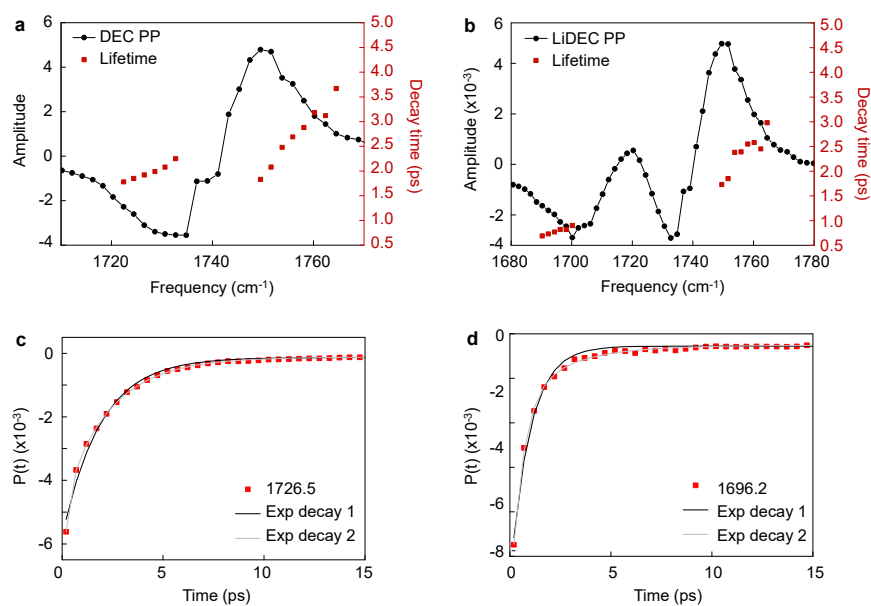 a
DEC PP
Lifetime
Amplitude
4
2
0
-2
-4
5.0
4.5
4.0
3.5
3.0
2.5
2.0
1.5
1.0
0.5
Decay time (ps)
1720
1740
1760
Frequency (cm-1)
b
LiDEC PP
Lifetime
Amplitude (x10-3)
6
4
2
0
-2
-4
5.0
4.5
4.0
3.5
3.0
2.5
2.0
1.5
1.0
0.5
Decay time (ps)
1680
1700
1720
1740
1760
1780
Frequency (cm-1)
c
P(t) (x10-3)
0
-2
-4
-6
1726.5
Exp decay 1
Exp decay 2
0
5
10
15
Time (ps)
d
P(t) (x10-3)
0
-2
-4
-6
-8
1696.2
Exp decay 1
Exp decay 2
0
5
10
15
Time (ps)